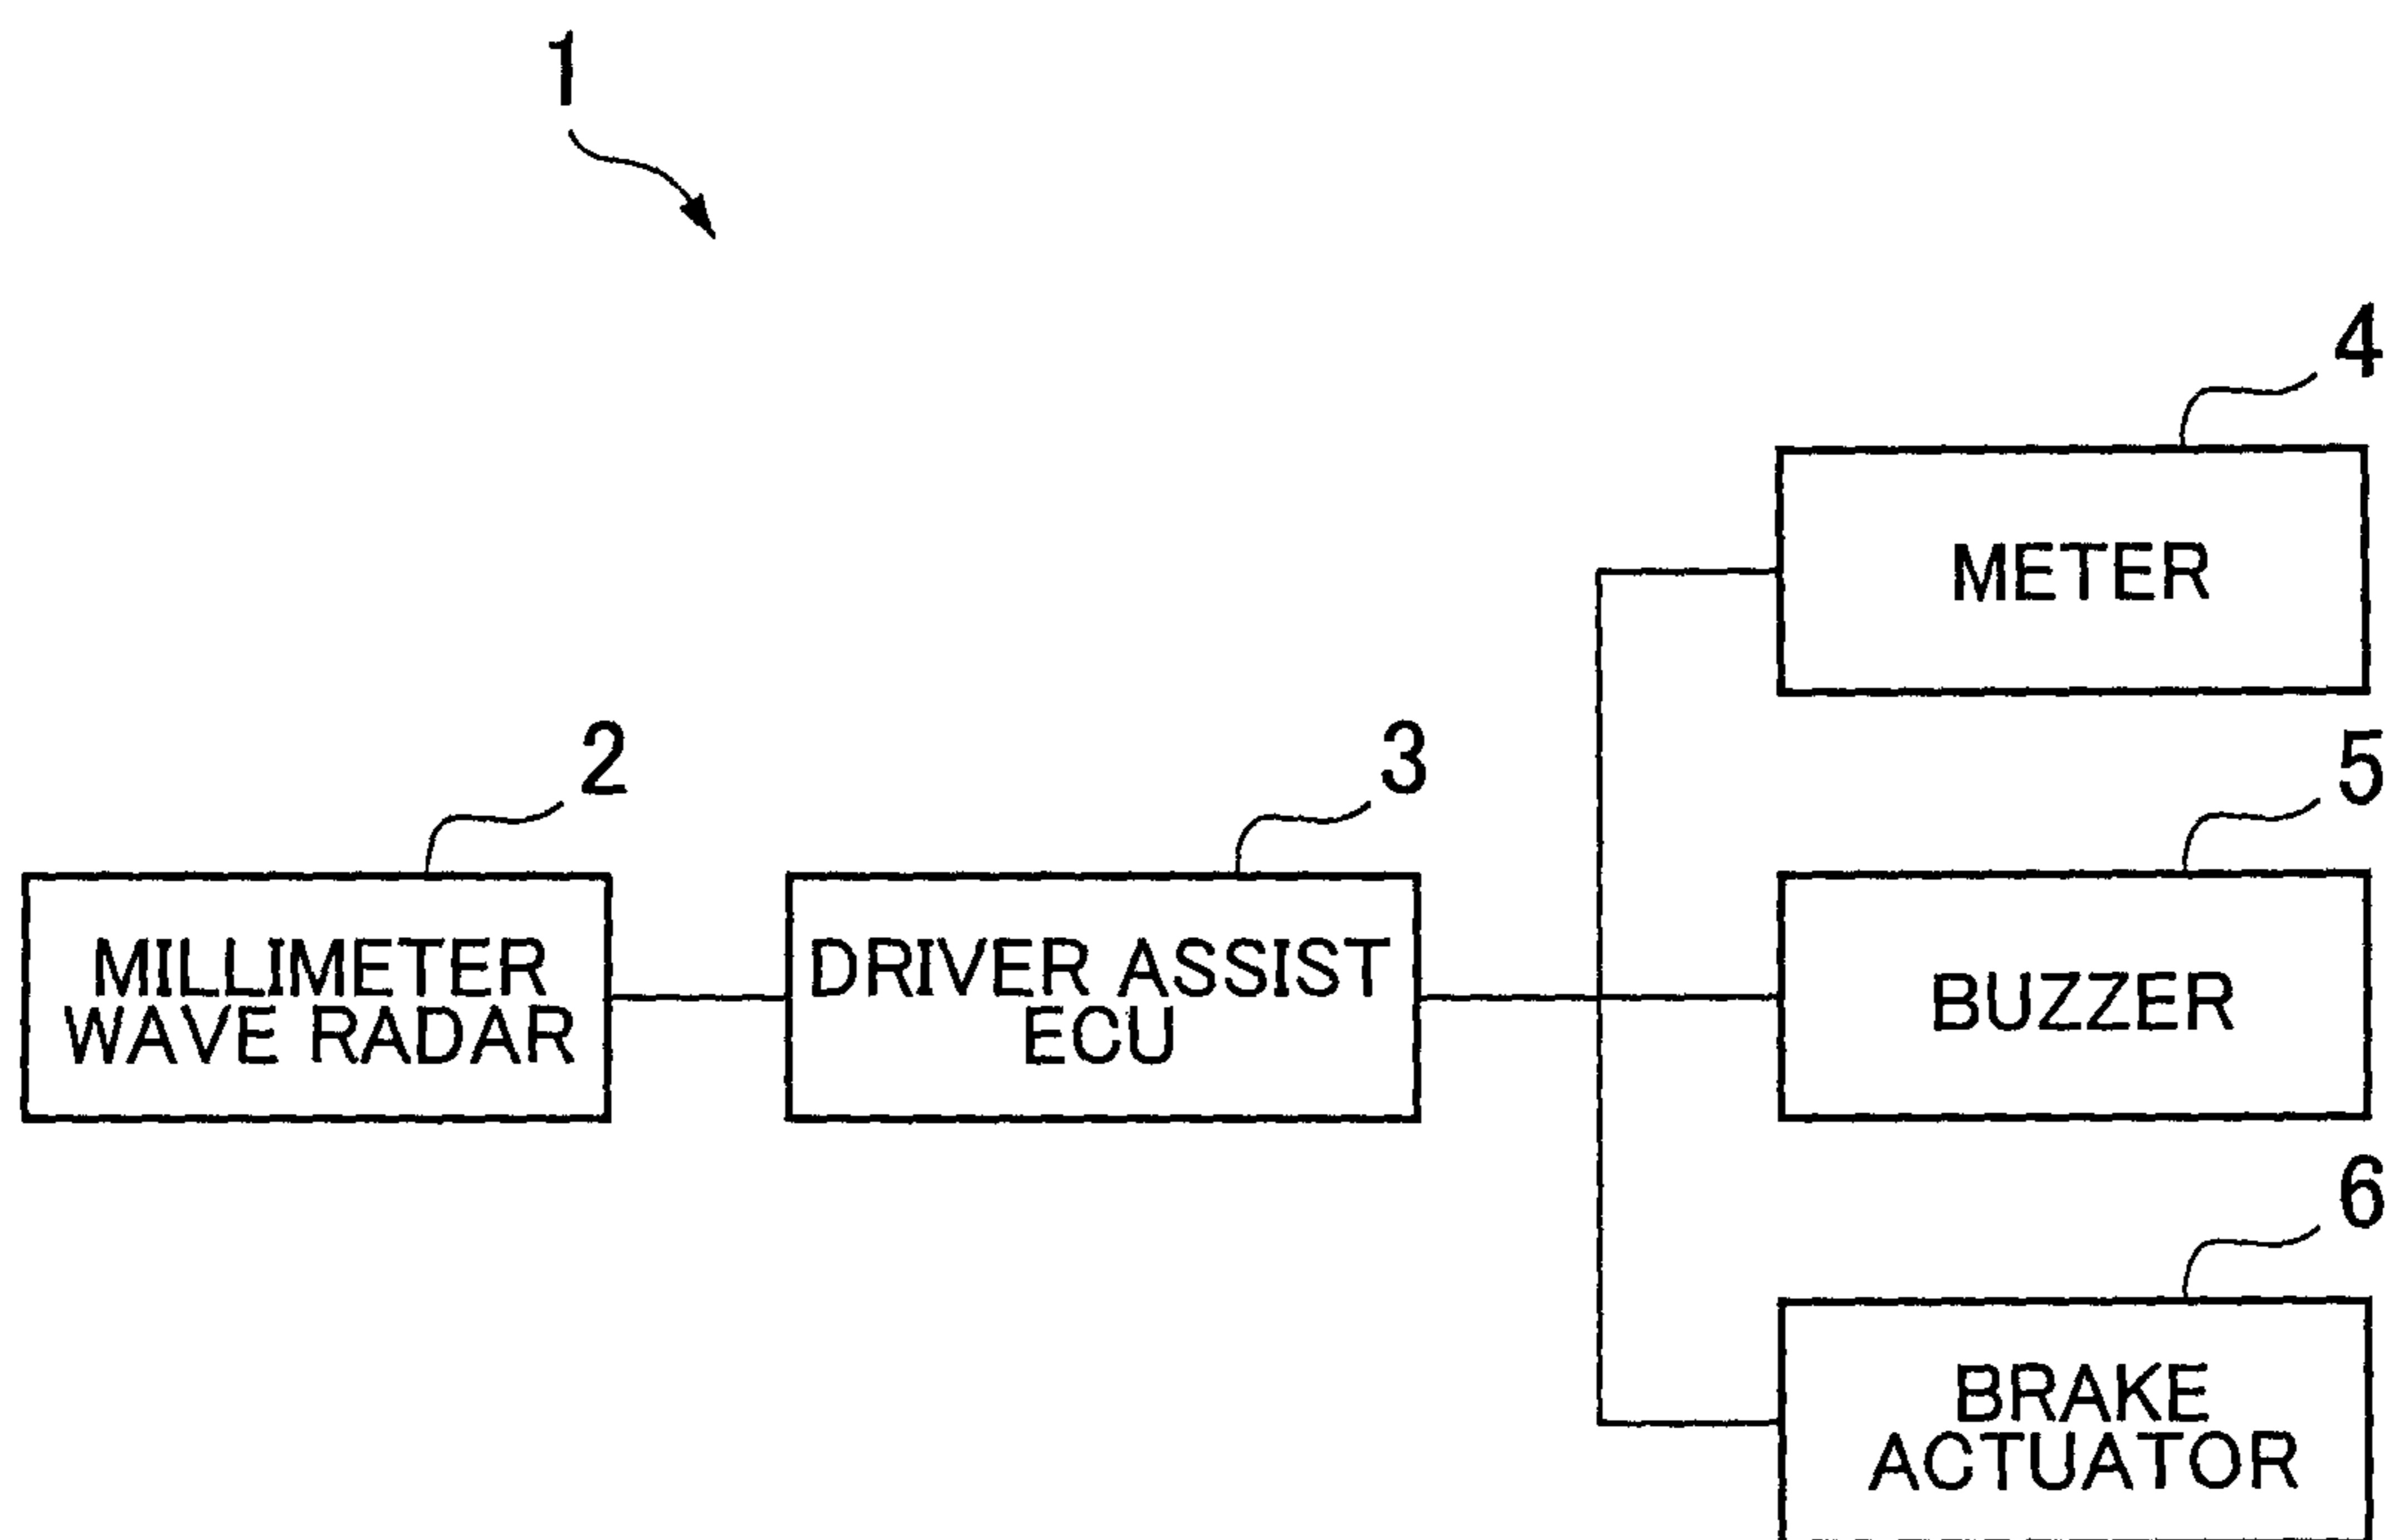 1
4
METER
2
3
5
MILLIMETER
WAVE RADAR
DRIVER ASSIST
ECU
BUZZER
6
BRAKE
ACTUATOR